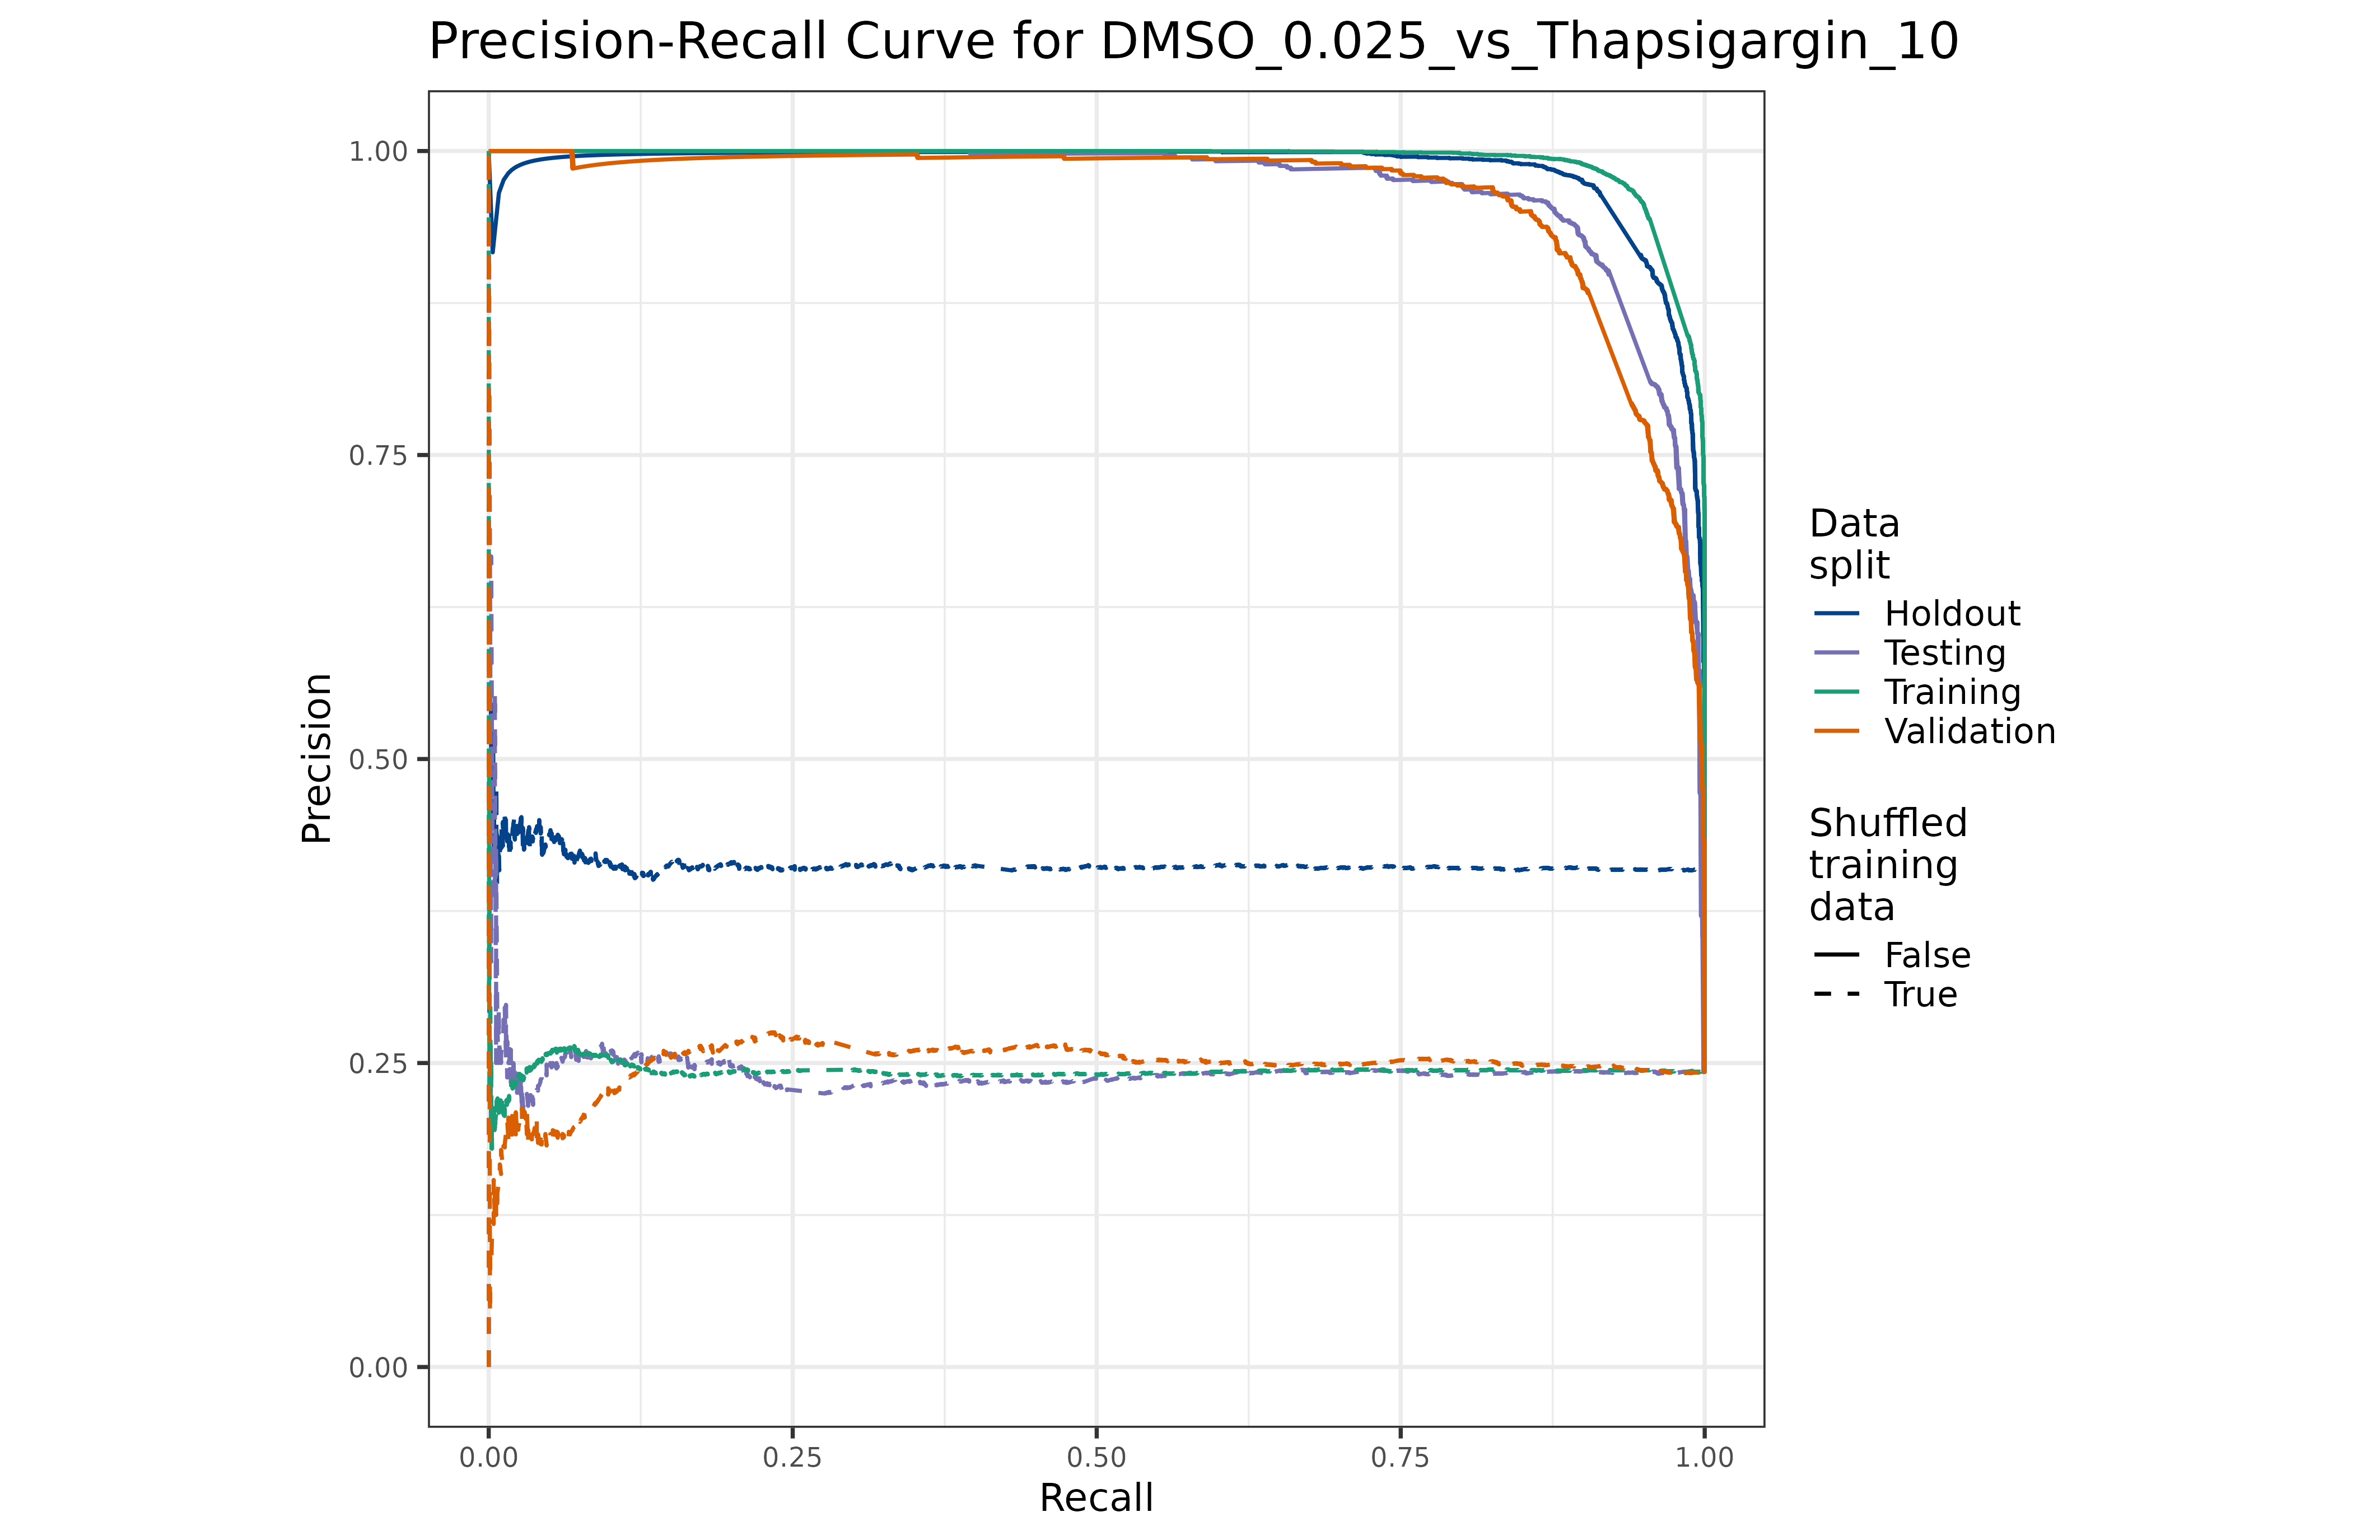 Precision-Recall Curve for DMSO_0.025_vs_Thapsigargin_10
1.00
0.75
0.50
0.25
0.00
Precision
0.00 0.25 0.50 0.75 1.00
Recall
Data
split
Holdout
Testing
Training
Validation
Shuffled
training
data
False
True